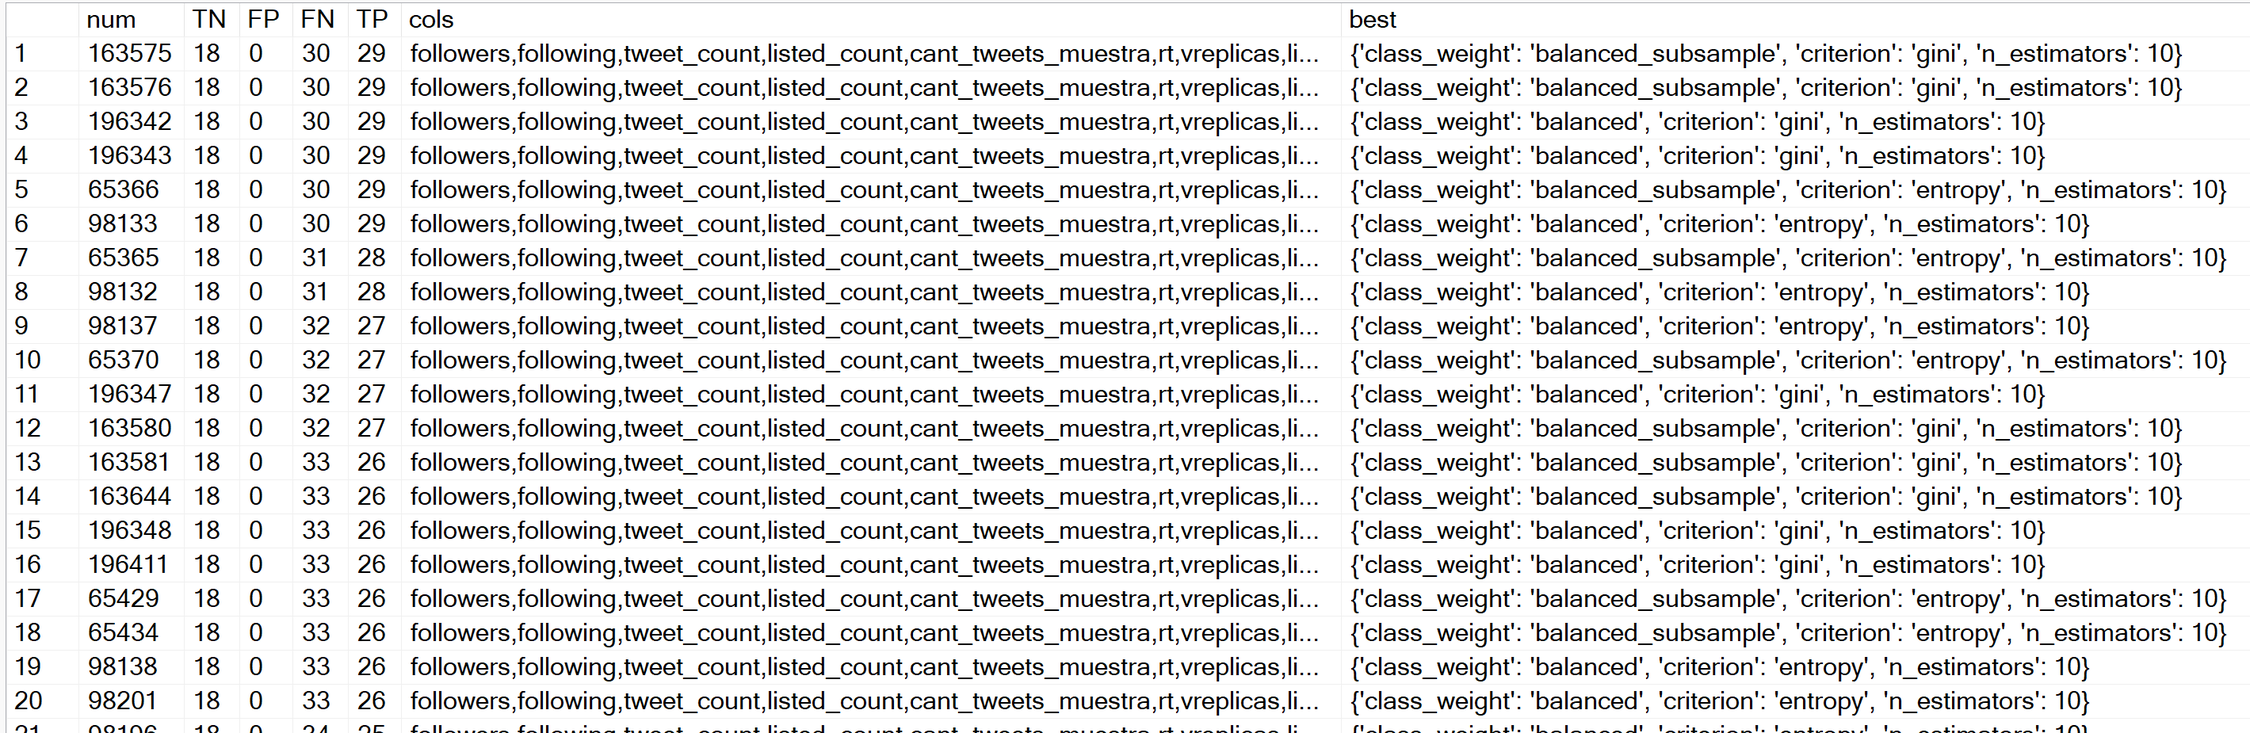 num TN FP FN TP cols best
1 163575 18 0 30 29 followers,following,tweet_count,listed_count,cant_tweets_muestra,rt,vreplicas,li... {'class_weight': 'balanced_subsample', 'criterion': 'gini', 'n_estimators': 10}
2 163576 18 0 30 29 followers,following,tweet_count,listed_count,cant_tweets_muestra,rt,vreplicas,li... {'class_weight': 'balanced_subsample', 'criterion': 'gini', 'n_estimators': 10}
3 196342 18 0 30 29 followers,following,tweet_count,listed_count,cant_tweets_muestra,rt,vreplicas,li... {'class_weight': 'balanced', 'criterion': 'gini', 'n_estimators': 10}
4 196343 18 0 30 29 followers,following,tweet_count,listed_count,cant_tweets_muestra,rt,vreplicas,li... {'class_weight': 'balanced', 'criterion': 'gini', 'n_estimators': 10}
5 65366 18 0 30 29 followers,following,tweet_count,listed_count,cant_tweets_muestra,rt,vreplicas,li... {'class_weight': 'balanced_subsample', 'criterion': 'entropy', 'n_estimators': 10}
6 98133 18 0 30 29 followers,following,tweet_count,listed_count,cant_tweets_muestra,rt,vreplicas,li... {'class_weight': 'balanced', 'criterion': 'entropy', 'n_estimators': 10}
7 65365 18 0 31 28 followers,following,tweet_count,listed_count,cant_tweets_muestra,rt,vreplicas,li... {'class_weight': 'balanced_subsample', 'criterion': 'entropy', 'n_estimators': 10}
8 98132 18 0 31 28 followers,following,tweet_count,listed_count,cant_tweets_muestra,rt,vreplicas,li... {'class_weight': 'balanced', 'criterion': 'entropy', 'n_estimators': 10}
9 98137 18 0 32 27 followers,following,tweet_count,listed_count,cant_tweets_muestra,rt,vreplicas,li... {'class_weight': 'balanced', 'criterion': 'entropy', 'n_estimators': 10}
10 65370 18 0 32 27 followers,following,tweet_count,listed_count,cant_tweets_muestra,rt,vreplicas,li... {'class_weight': 'balanced_subsample', 'criterion': 'entropy', 'n_estimators': 10}
11 196347 18 0 32 27 followers,following,tweet_count,listed_count,cant_tweets_muestra,rt,vreplicas,li... {'class_weight': 'balanced', 'criterion': 'gini', 'n_estimators': 10}
12 163580 18 0 32 27 followers,following,tweet_count,listed_count,cant_tweets_muestra,rt,vreplicas,li... {'class_weight': 'balanced_subsample', 'criterion': 'gini', 'n_estimators': 10}
13 163581 18 0 33 26 followers,following,tweet_count,listed_count,cant_tweets_muestra,rt,vreplicas,li... {'class_weight': 'balanced_subsample', 'criterion': 'gini', 'n_estimators': 10}
14 163644 18 0 33 26 followers,following,tweet_count,listed_count,cant_tweets_muestra,rt,vreplicas,li... {'class_weight': 'balanced_subsample', 'criterion': 'gini', 'n_estimators': 10}
15 196348 18 0 33 26 followers,following,tweet_count,listed_count,cant_tweets_muestra,rt,vreplicas,li... {'class_weight': 'balanced', 'criterion': 'gini', 'n_estimators': 10}
16 196411 18 0 33 26 followers,following,tweet_count,listed_count,cant_tweets_muestra,rt,vreplicas,li... {'class_weight': 'balanced', 'criterion': 'gini', 'n_estimators': 10}
17 65429 18 0 33 26 followers,following,tweet_count,listed_count,cant_tweets_muestra,rt,vreplicas,li... {'class_weight': 'balanced_subsample', 'criterion': 'entropy', 'n_estimators': 10}
18 65434 18 0 33 26 followers,following,tweet_count,listed_count,cant_tweets_muestra,rt,vreplicas,li... {'class_weight': 'balanced_subsample', 'criterion': 'entropy', 'n_estimators': 10}
19 98138 18 0 33 26 followers,following,tweet_count,listed_count,cant_tweets_muestra,rt,vreplicas,li... {'class_weight': 'balanced', 'criterion': 'entropy', 'n_estimators': 10}
20 98201 18 0 33 26 followers,following,tweet_count,listed_count,cant_tweets_muestra,rt,vreplicas,li... {'class_weight': 'balanced', 'criterion': 'entropy', 'n_estimators': 10}